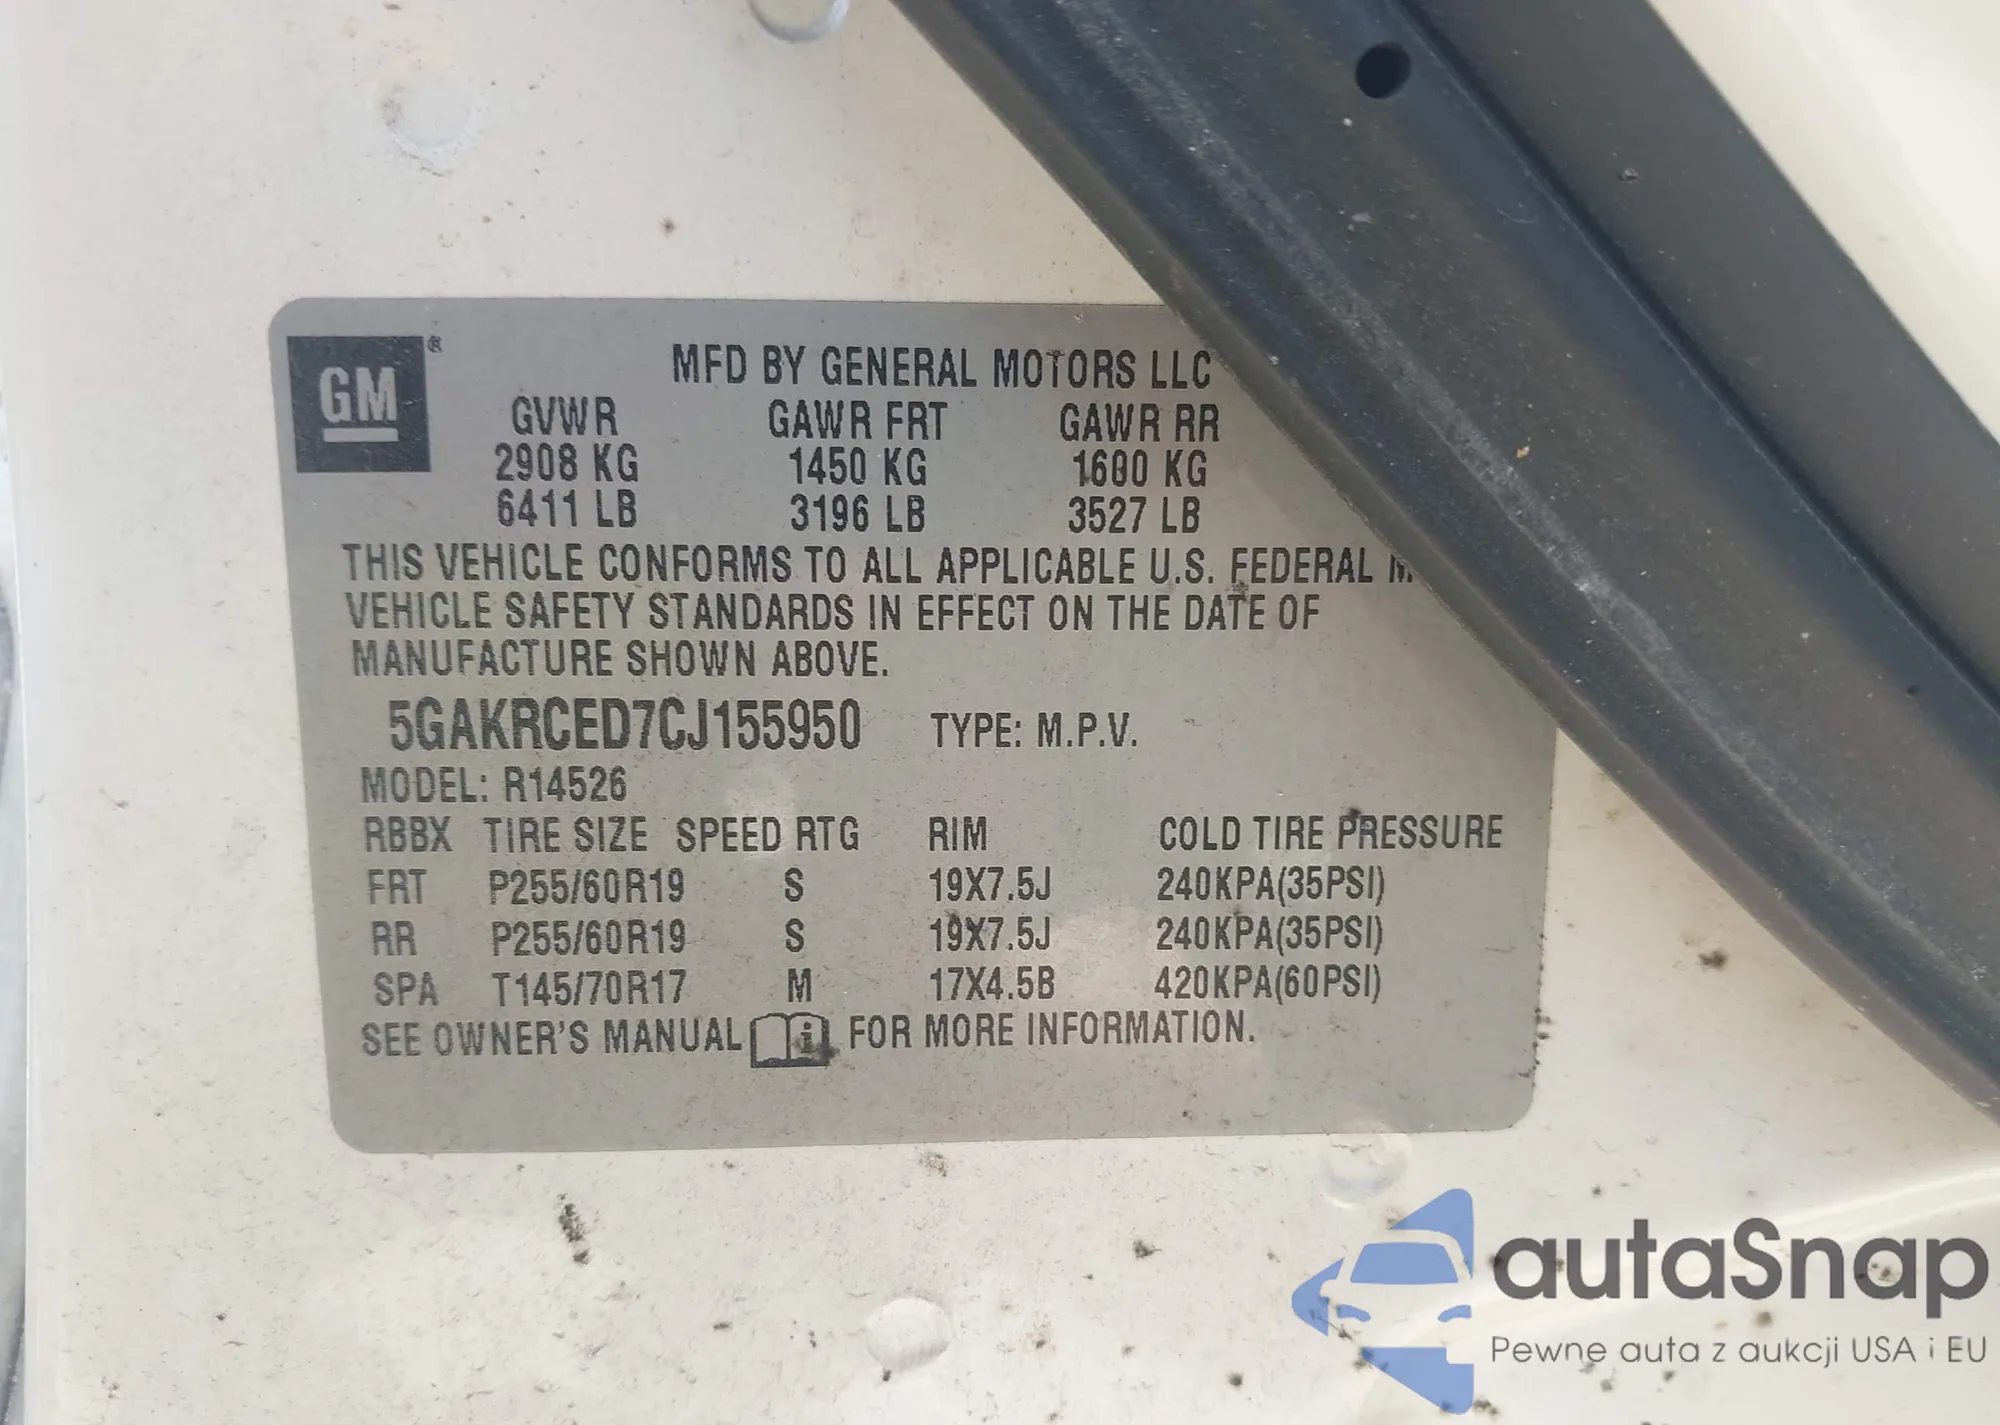 GM ®
MFD BY GENERAL MOTORS LLC
GVWR GAWR FRT GAWR RR
2908 KG 1450 KG 1600 KG
6411 LB 3196 LB 3527 LB
THIS VEHICLE CONFORMS TO ALL APPLICABLE U.S. FEDERAL
VEHICLE SAFETY STANDARDS IN EFFECT ON THE DATE OF
MANUFACTURE SHOWN ABOVE.
5GAKRCED7CJ155950 TYPE: M.P.V.
MODEL: R14526
RBBX TIRE SIZE SPEED RTG RIM COLD TIRE PRESSURE
FRT P255/60R19 S 19X7.5J 240KPA(35PSI)
RR P255/60R19 S 19X7.5J 240KPA(35PSI)
SPA T145/70R17 M 17X4.5B 420KPA(60PSI)
SEE OWNER'S MANUAL i FOR MORE INFORMATION.
autaSnap
Pewne auta z aukcji USA i EU